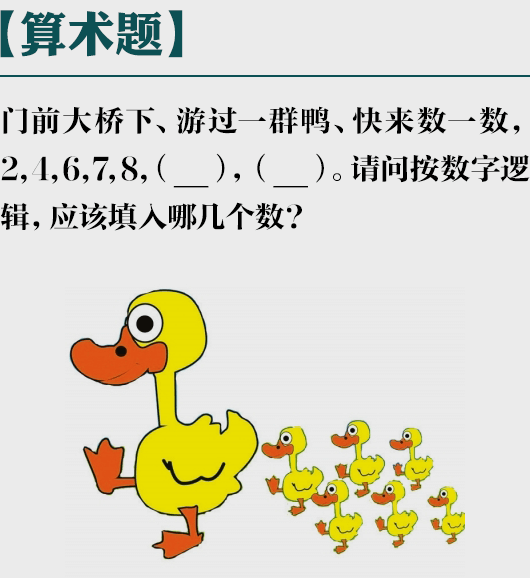 【算术题】
门前大桥下、游过一群鸭、快来数一数,
2,4,6,7,8,(__),(__)。请问按数字逻
辑,应该填入哪几个数?